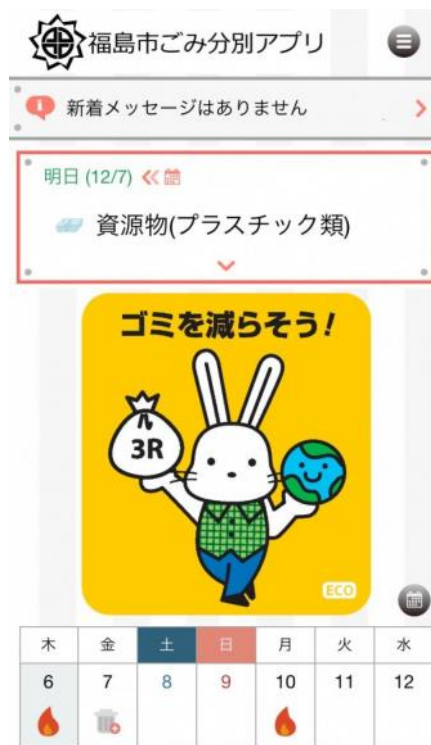 福島市ごみ分別アプリ
新着メッセージはありません
明日 (12/7)
資源物(プラスチック類)
ゴミを減らそう!
3R
ECO
木 金 土 日 月 火 水
6 7 8 9 10 11 12